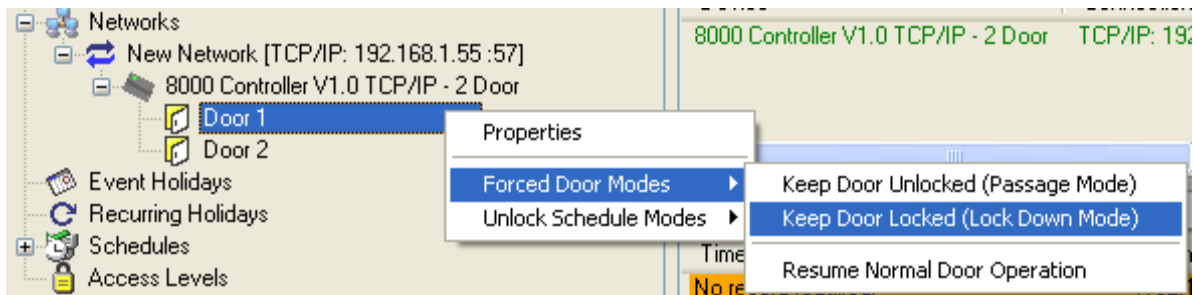 Networks
New Network [TCP/IP: 192.168.1.55 :57]
8000 Controller V1.0 TCP/IP - 2 Door
Door 1
Door 2
Event Holidays
Recurring Holidays
Schedules
Access Levels
8000 Controller V1.0 TCP/IP - 2 Door TCP/IP: 192
Properties
Forced Door Modes
Unlock Schedule Modes
Keep Door Unlocked (Passage Mode)
Keep Door Locked (Lock Down Mode)
Resume Normal Door Operation
Time
No re